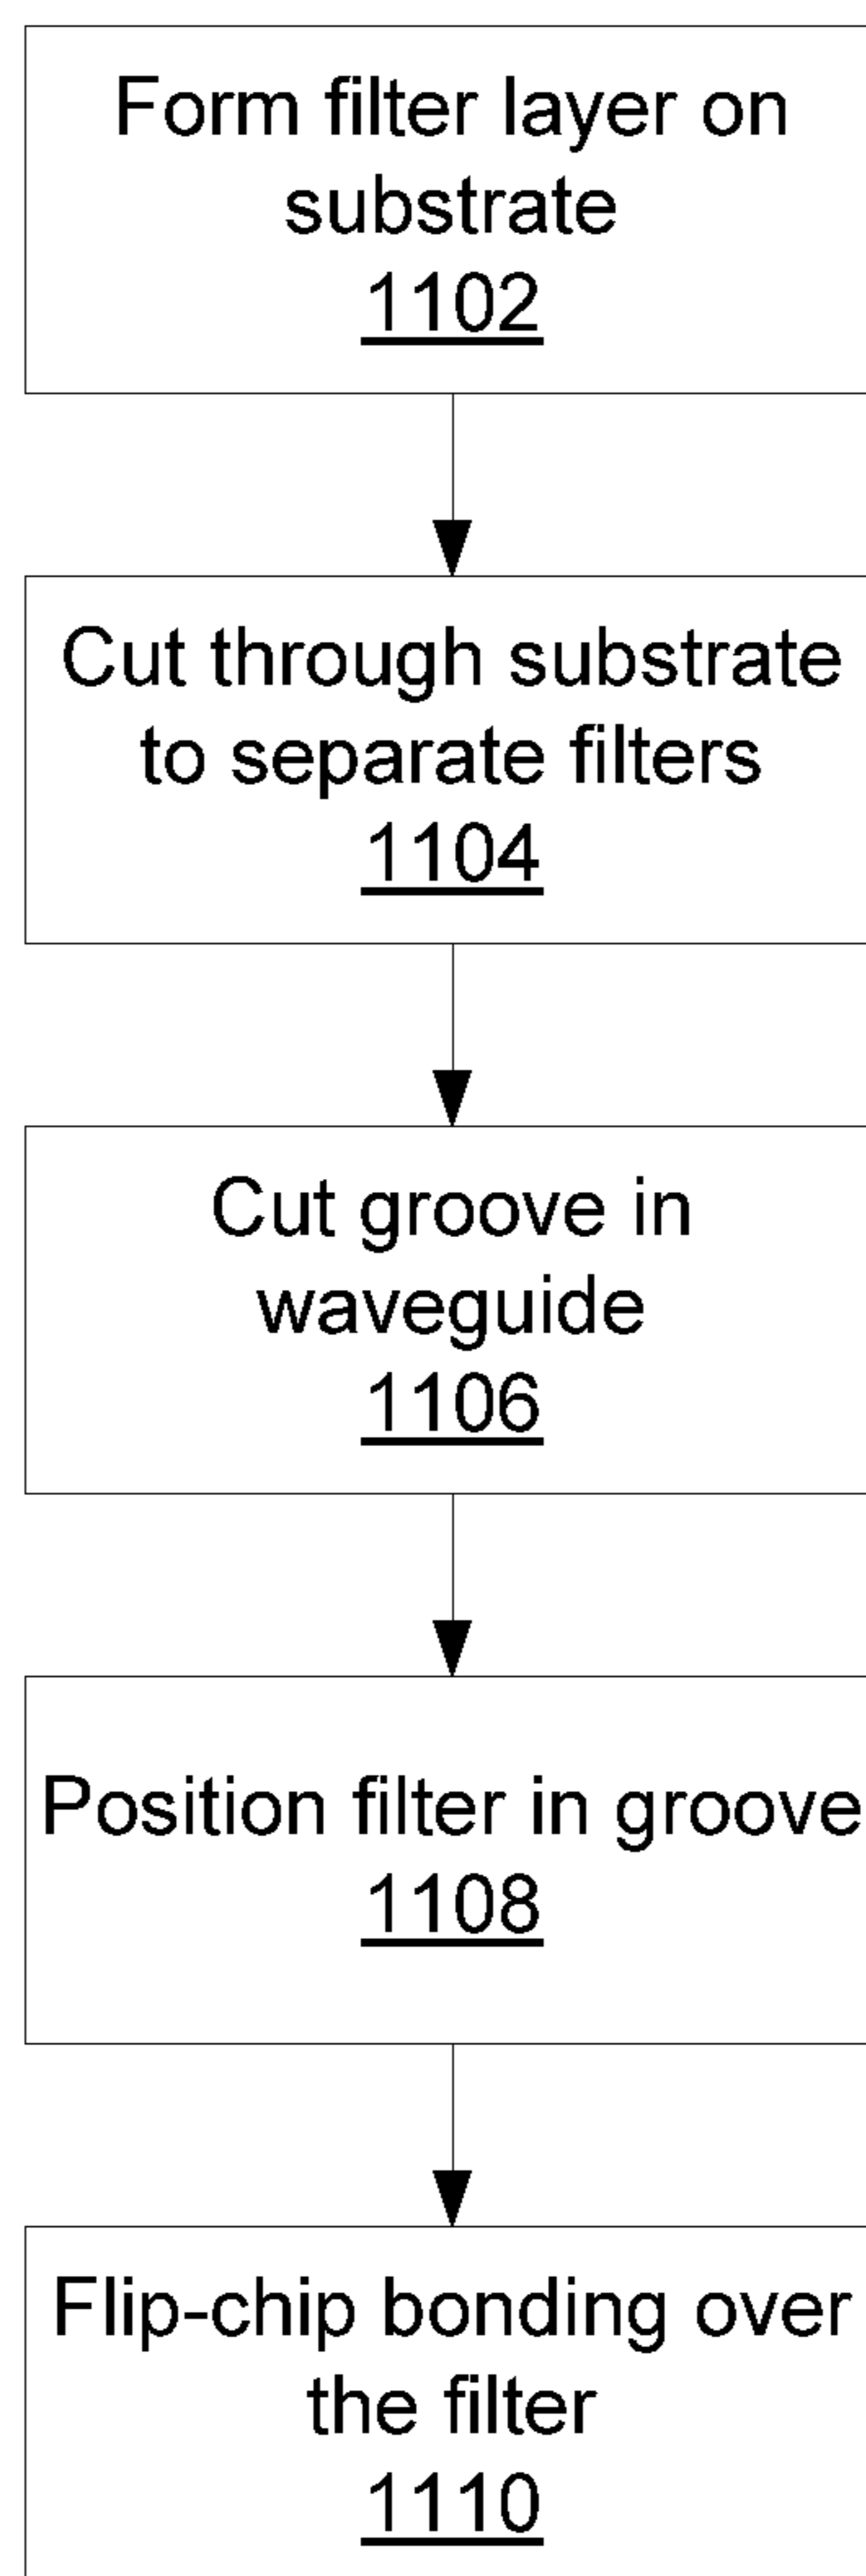 Form filter layer on
substrate
1102
Cut through substrate
to separate filters
1104
Cut groove in
waveguide
1106
Position filter in groove
1108
Flip-chip bonding over
the filter
1110